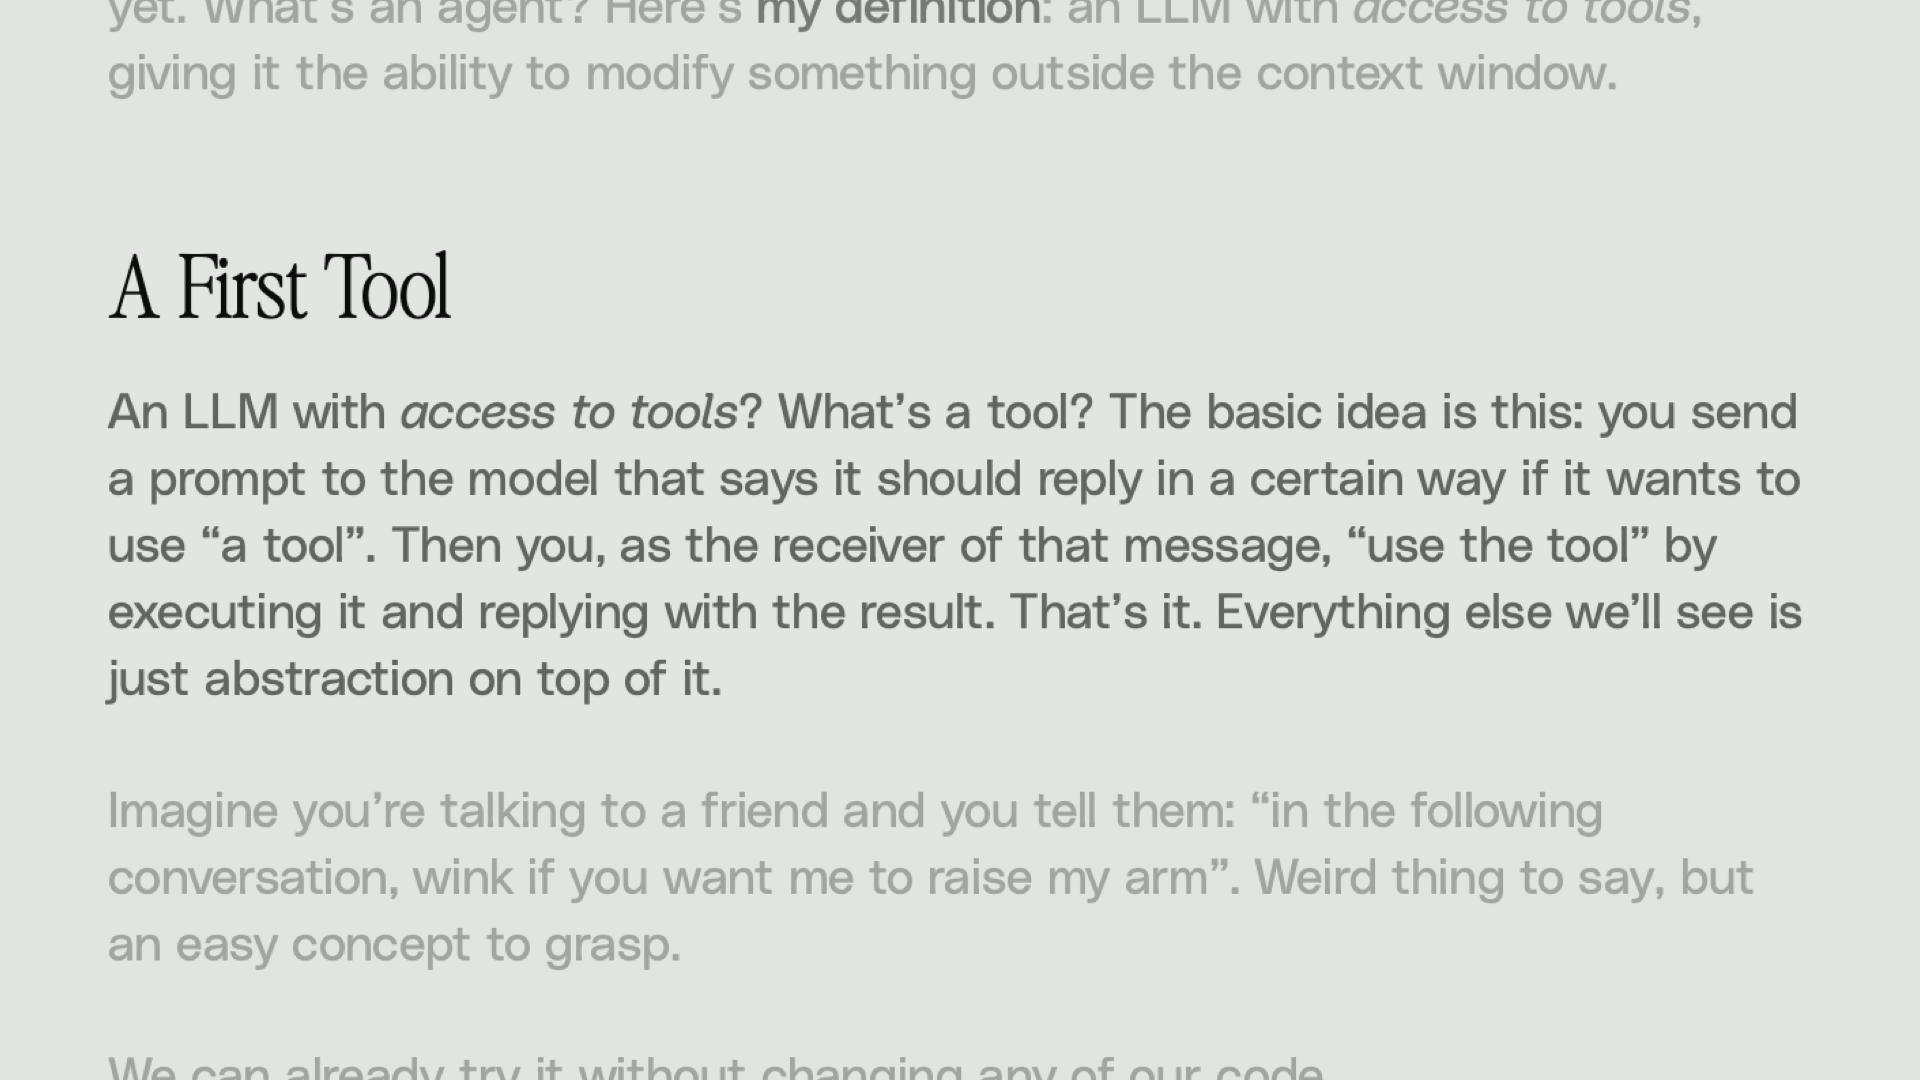 yet. What’s an agent? Here’s my definition: an LLM with access to tools,
giving it the ability to modify something outside the context window.
A First Tool
An LLM with access to tools? What’s a tool? The basic idea is this: you send
a prompt to the model that says it should reply in a certain way if it wants to
use “a tool”. Then you, as the receiver of that message, “use the tool” by
executing it and replying with the result. That’s it. Everything else we’ll see is
just abstraction on top of it.
Imagine you’re talking to a friend and you tell them: “in the following
conversation, wink if you want me to raise my arm”. Weird thing to say, but
an easy concept to grasp.
We can already try it without changing any of our code